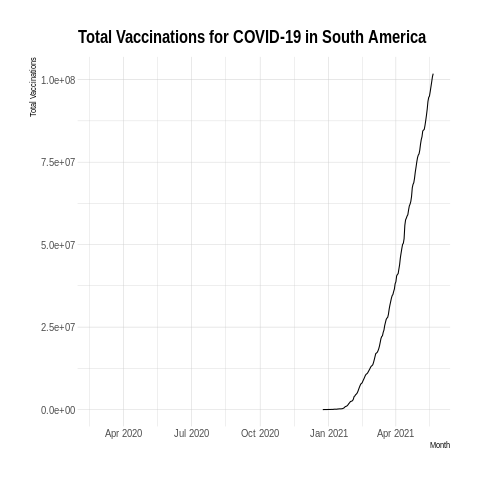 Total Vaccinations for COVID-19 in South America
Total Vaccinations
1.0e+08
7.5e+07
5.0e+07
2.5e+07
0.0e+00
Apr 2020 Jul 2020 Oct 2020 Jan 2021 Apr 2021
Month